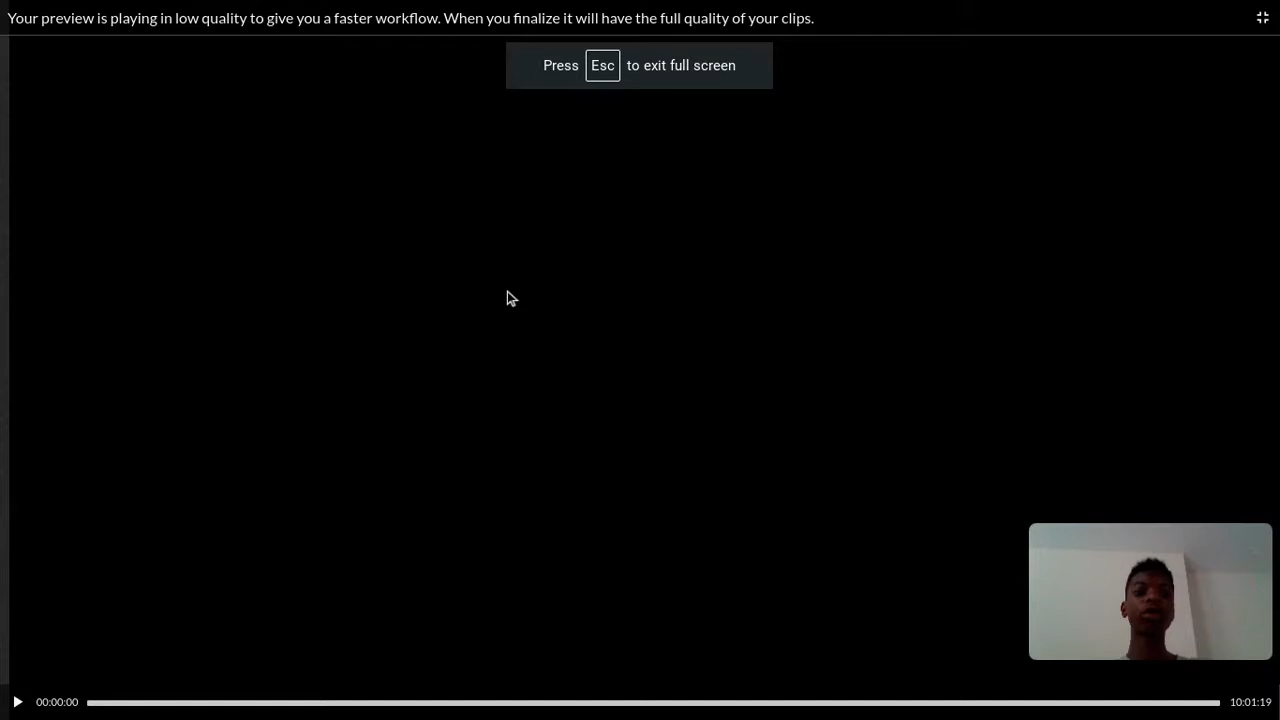 Your preview is playing in low quality to give you a faster workflow. When you finalize it will have the full quality of your clips.
Press Esc to exit full screen
00:00:00
10:01:19